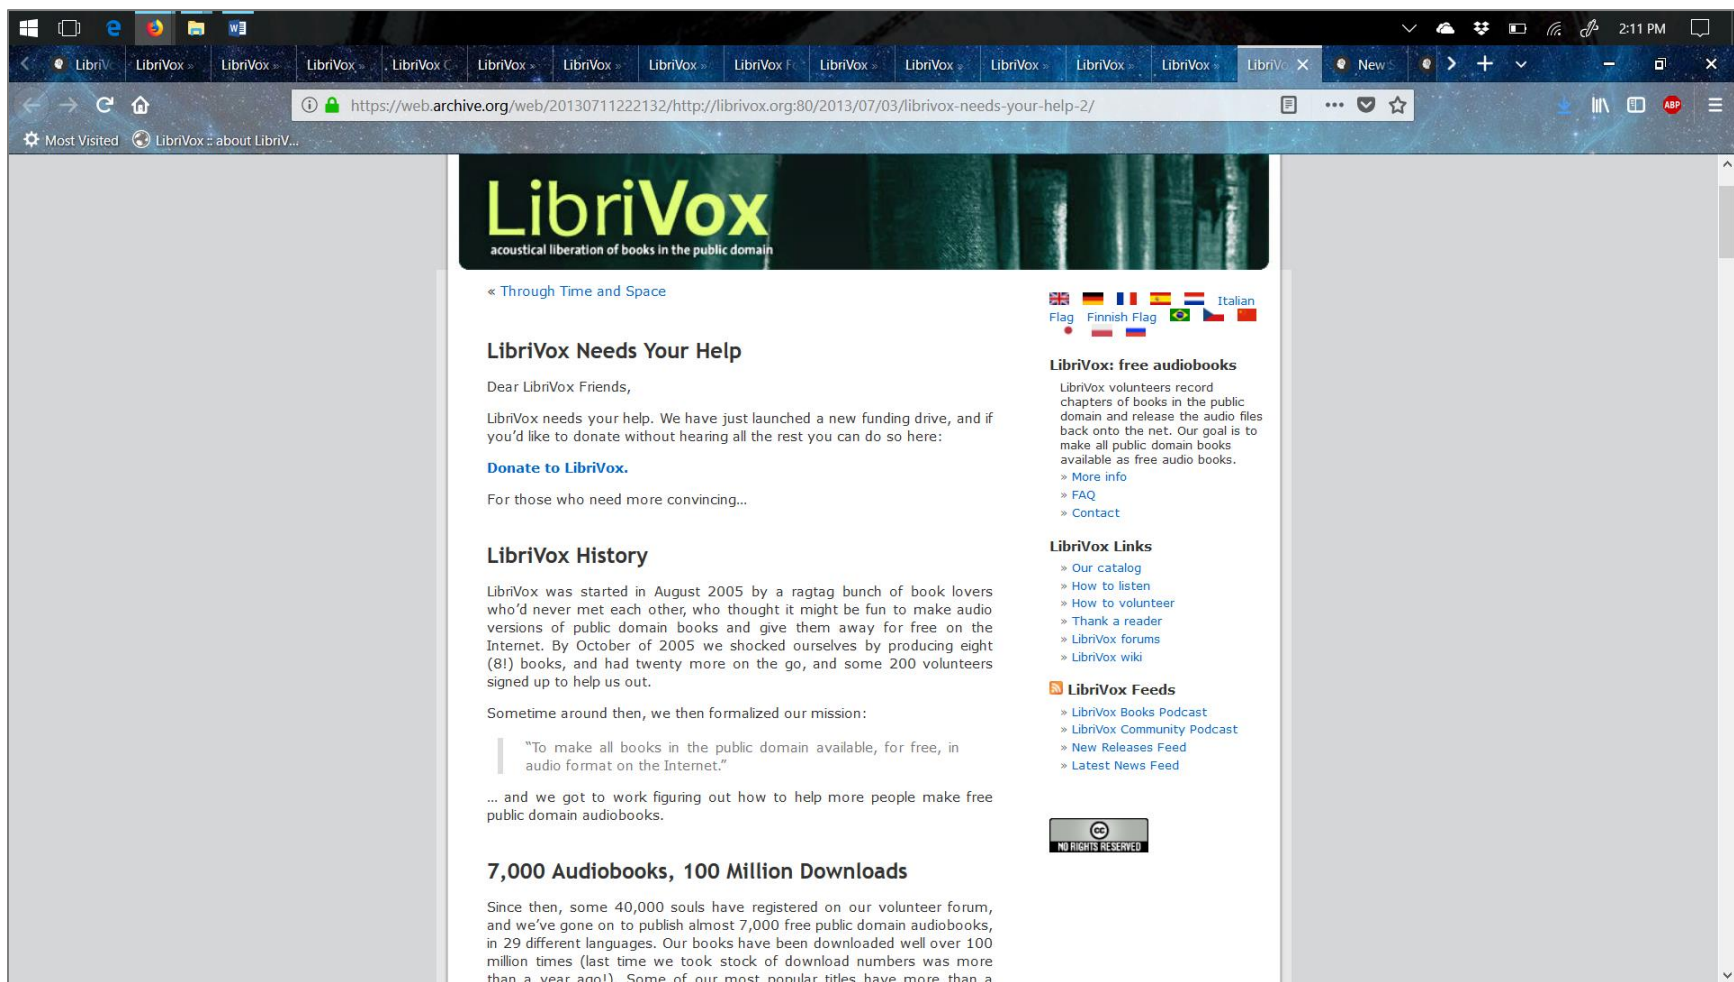 2:11 PM
LibriV
LibriVox »
LibriVox »
LibriVox »
LibriVox C
LibriVox »
LibriVox »
LibriVox »
LibriVox F
LibriVox »
LibriVox »
LibriVox »
LibriVox »
LibriVox »
LibriVo
New S
https://web.archive.org/web/20130711222132/http://librivox.org:80/2013/07/03/librivox-needs-your-help-2/
ABP
Most Visited
LibriVox :: about LibriV...
LibriVox
acoustical liberation of books in the public domain
« Through Time and Space
LibriVox Needs Your Help
Dear LibriVox Friends,
LibriVox needs your help. We have just launched a new funding drive, and if
you’d like to donate without hearing all the rest you can do so here:
Donate to LibriVox.
For those who need more convincing…
LibriVox History
LibriVox was started in August 2005 by a ragtag bunch of book lovers
who’d never met each other, who thought it might be fun to make audio
versions of public domain books and give them away for free on the
Internet. By October of 2005 we shocked ourselves by producing eight
(8!) books, and had twenty more on the go, and some 200 volunteers
signed up to help us out.
Sometime around then, we then formalized our mission:
“To make all books in the public domain available, for free, in
audio format on the Internet.”
… and we got to work figuring out how to help more people make free
public domain audiobooks.
7,000 Audiobooks, 100 Million Downloads
Since then, some 40,000 souls have registered on our volunteer forum,
and we’ve gone on to publish almost 7,000 free public domain audiobooks,
in 29 different languages. Our books have been downloaded well over 100
million times (last time we took stock of download numbers was more
than a year ago!). Some of our most popular titles have more than a
Italian
Flag Finnish Flag
LibriVox: free audiobooks
LibriVox volunteers record
chapters of books in the public
domain and release the audio files
back onto the net. Our goal is to
make all public domain books
available as free audio books.
» More info
» FAQ
» Contact
LibriVox Links
» Our catalog
» How to listen
» How to volunteer
» Thank a reader
» LibriVox forums
» LibriVox wiki
LibriVox Feeds
» LibriVox Books Podcast
» LibriVox Community Podcast
» New Releases Feed
» Latest News Feed
cc
NO RIGHTS RESERVED